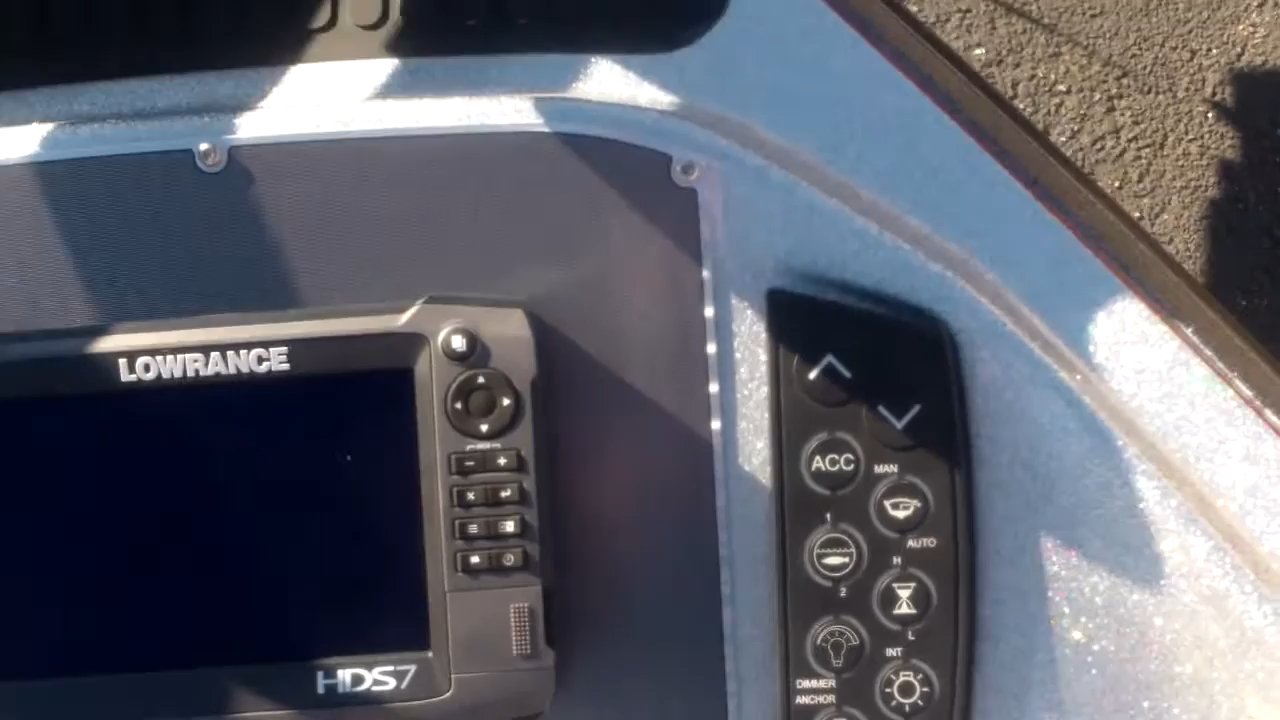 LOWRANCE
HDS7
ACC
MAN
1
AUTO
H
2
L
INT
DIMMER
ANCHOR